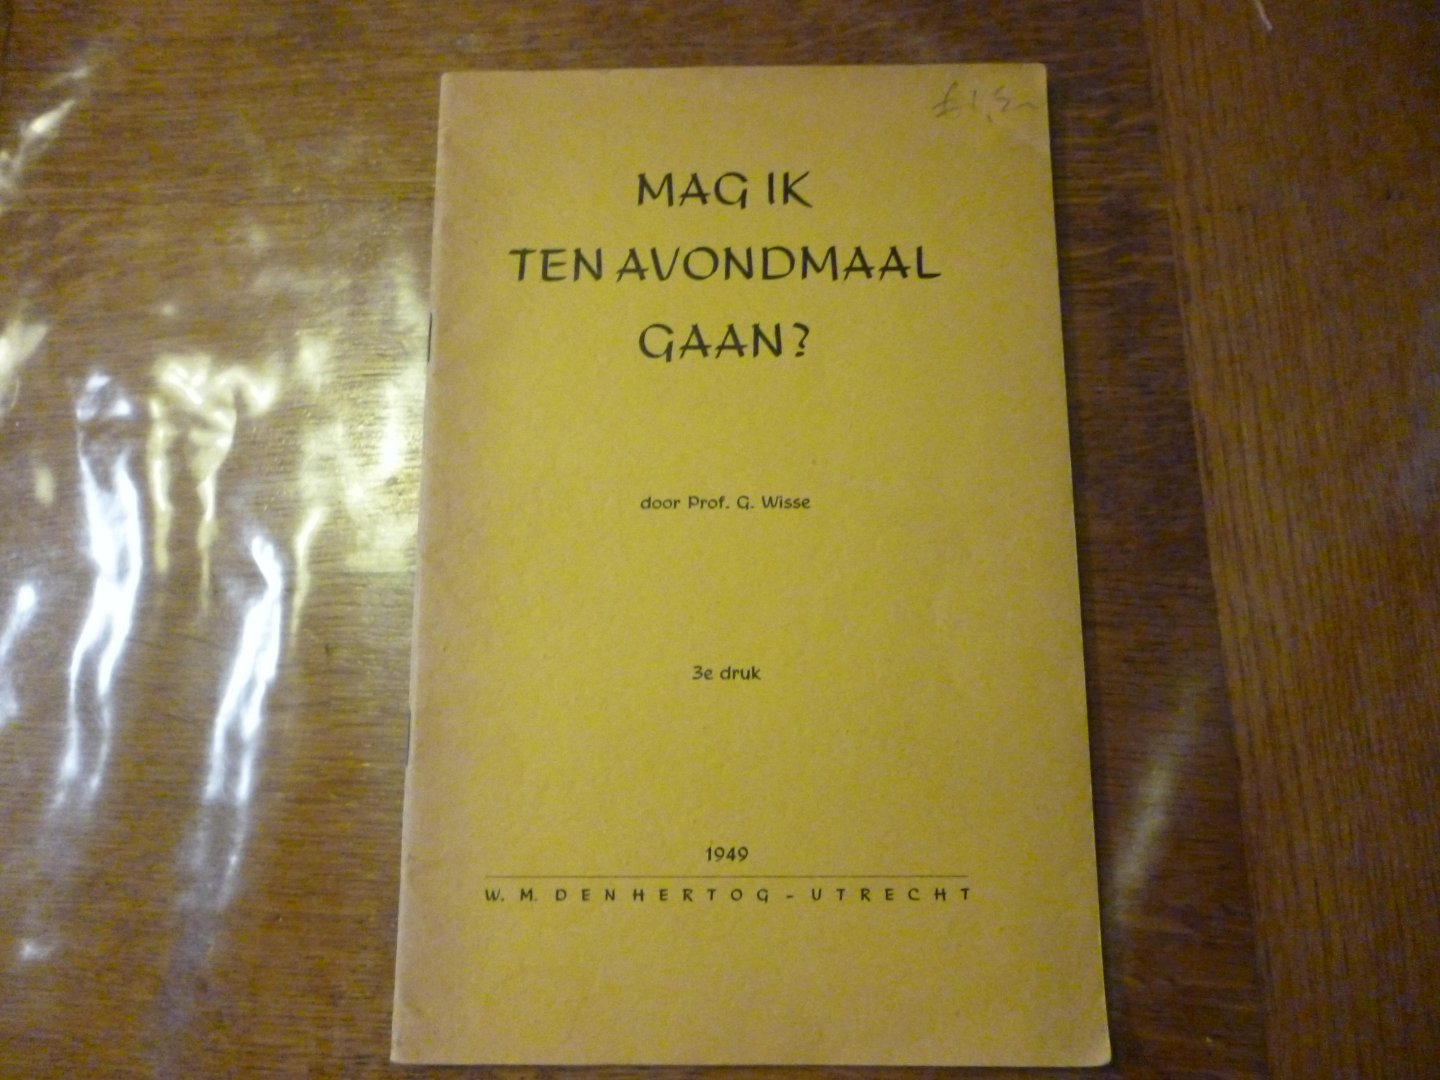 MAG IK
TEN AVONDMAAL
GAAN?
door Prof. G. Wisse
3e druk
1949
W. M. DEN HERTOG - UTRECHT